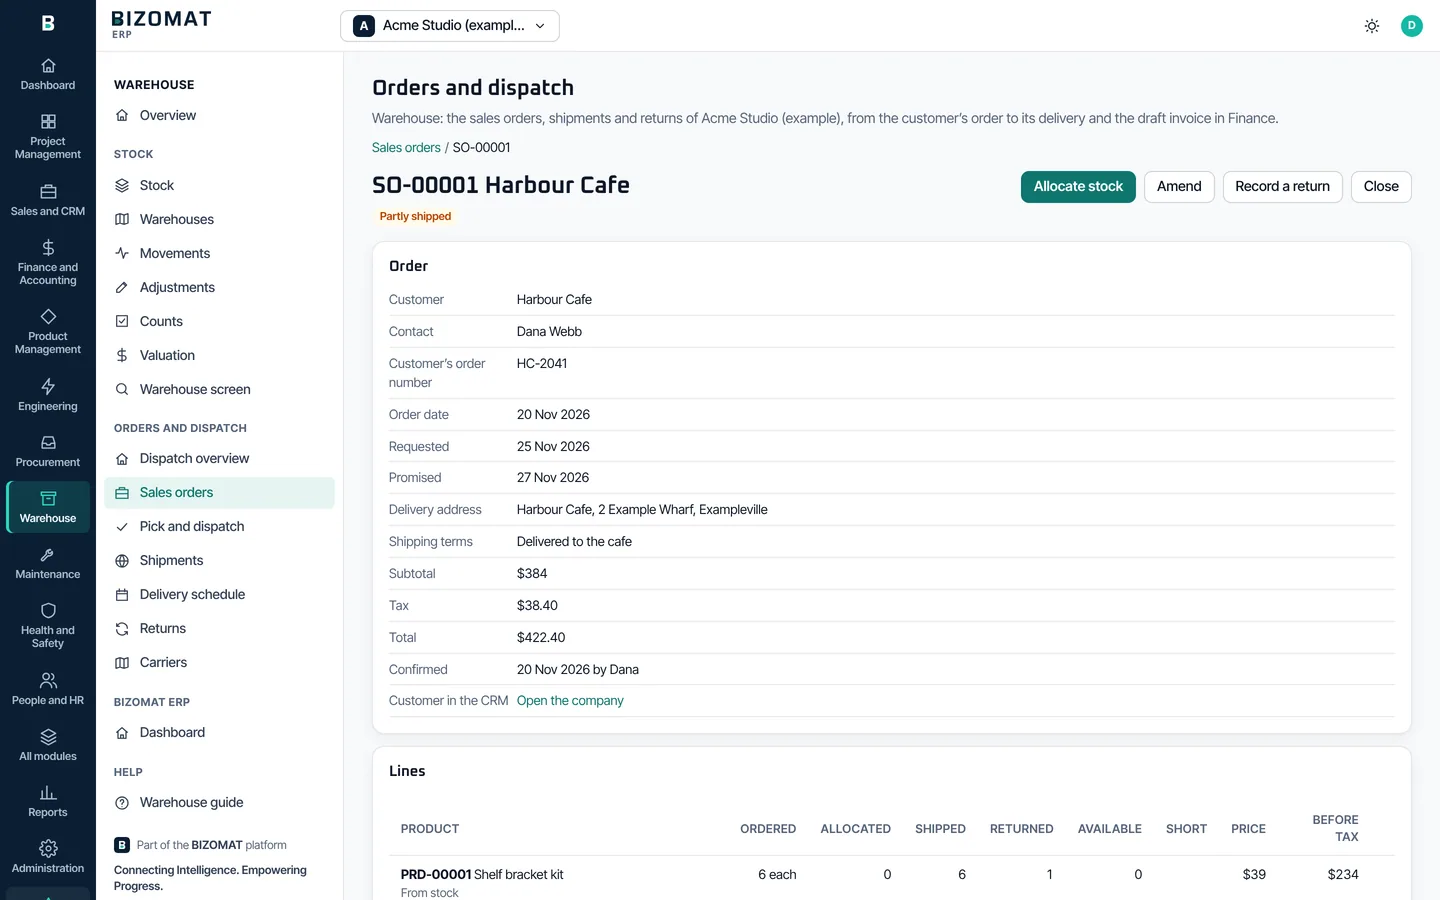 B
BIZOMAT
ERP
A Acme Studio (exampl...
D
Dashboard
Project
Management
Sales and CRM
Finance and
Accounting
Product
Management
Engineering
Procurement
Warehouse
Maintenance
Health and
Safety
People and HR
All modules
Reports
Administration
WAREHOUSE
Overview
STOCK
Stock
Warehouses
Movements
Adjustments
Counts
Valuation
Warehouse screen
ORDERS AND DISPATCH
Dispatch overview
Sales orders
Pick and dispatch
Shipments
Delivery schedule
Returns
Carriers
BIZOMAT ERP
Dashboard
HELP
Warehouse guide
B Part of the BIZOMAT platform
Connecting Intelligence. Empowering
Progress.
Orders and dispatch
Warehouse: the sales orders, shipments and returns of Acme Studio (example), from the customer's order to its delivery and the draft invoice in Finance.
Sales orders / SO-00001
SO-00001 Harbour Cafe
Allocate stock Amend Record a return Close
Partly shipped
Order
Customer Harbour Cafe
Contact Dana Webb
Customer's order HC-2041
number
Order date 20 Nov 2026
Requested 25 Nov 2026
Promised 27 Nov 2026
Delivery address Harbour Cafe, 2 Example Wharf, Exampleville
Shipping terms Delivered to the cafe
Subtotal $384
Tax $38.40
Total $422.40
Confirmed 20 Nov 2026 by Dana
Customer in the CRM Open the company
Lines
PRODUCT ORDERED ALLOCATED SHIPPED RETURNED AVAILABLE SHORT PRICE BEFORE
TAX
PRD-00001 Shelf bracket kit 6 each 0 6 1 0 $39 $234
From stock